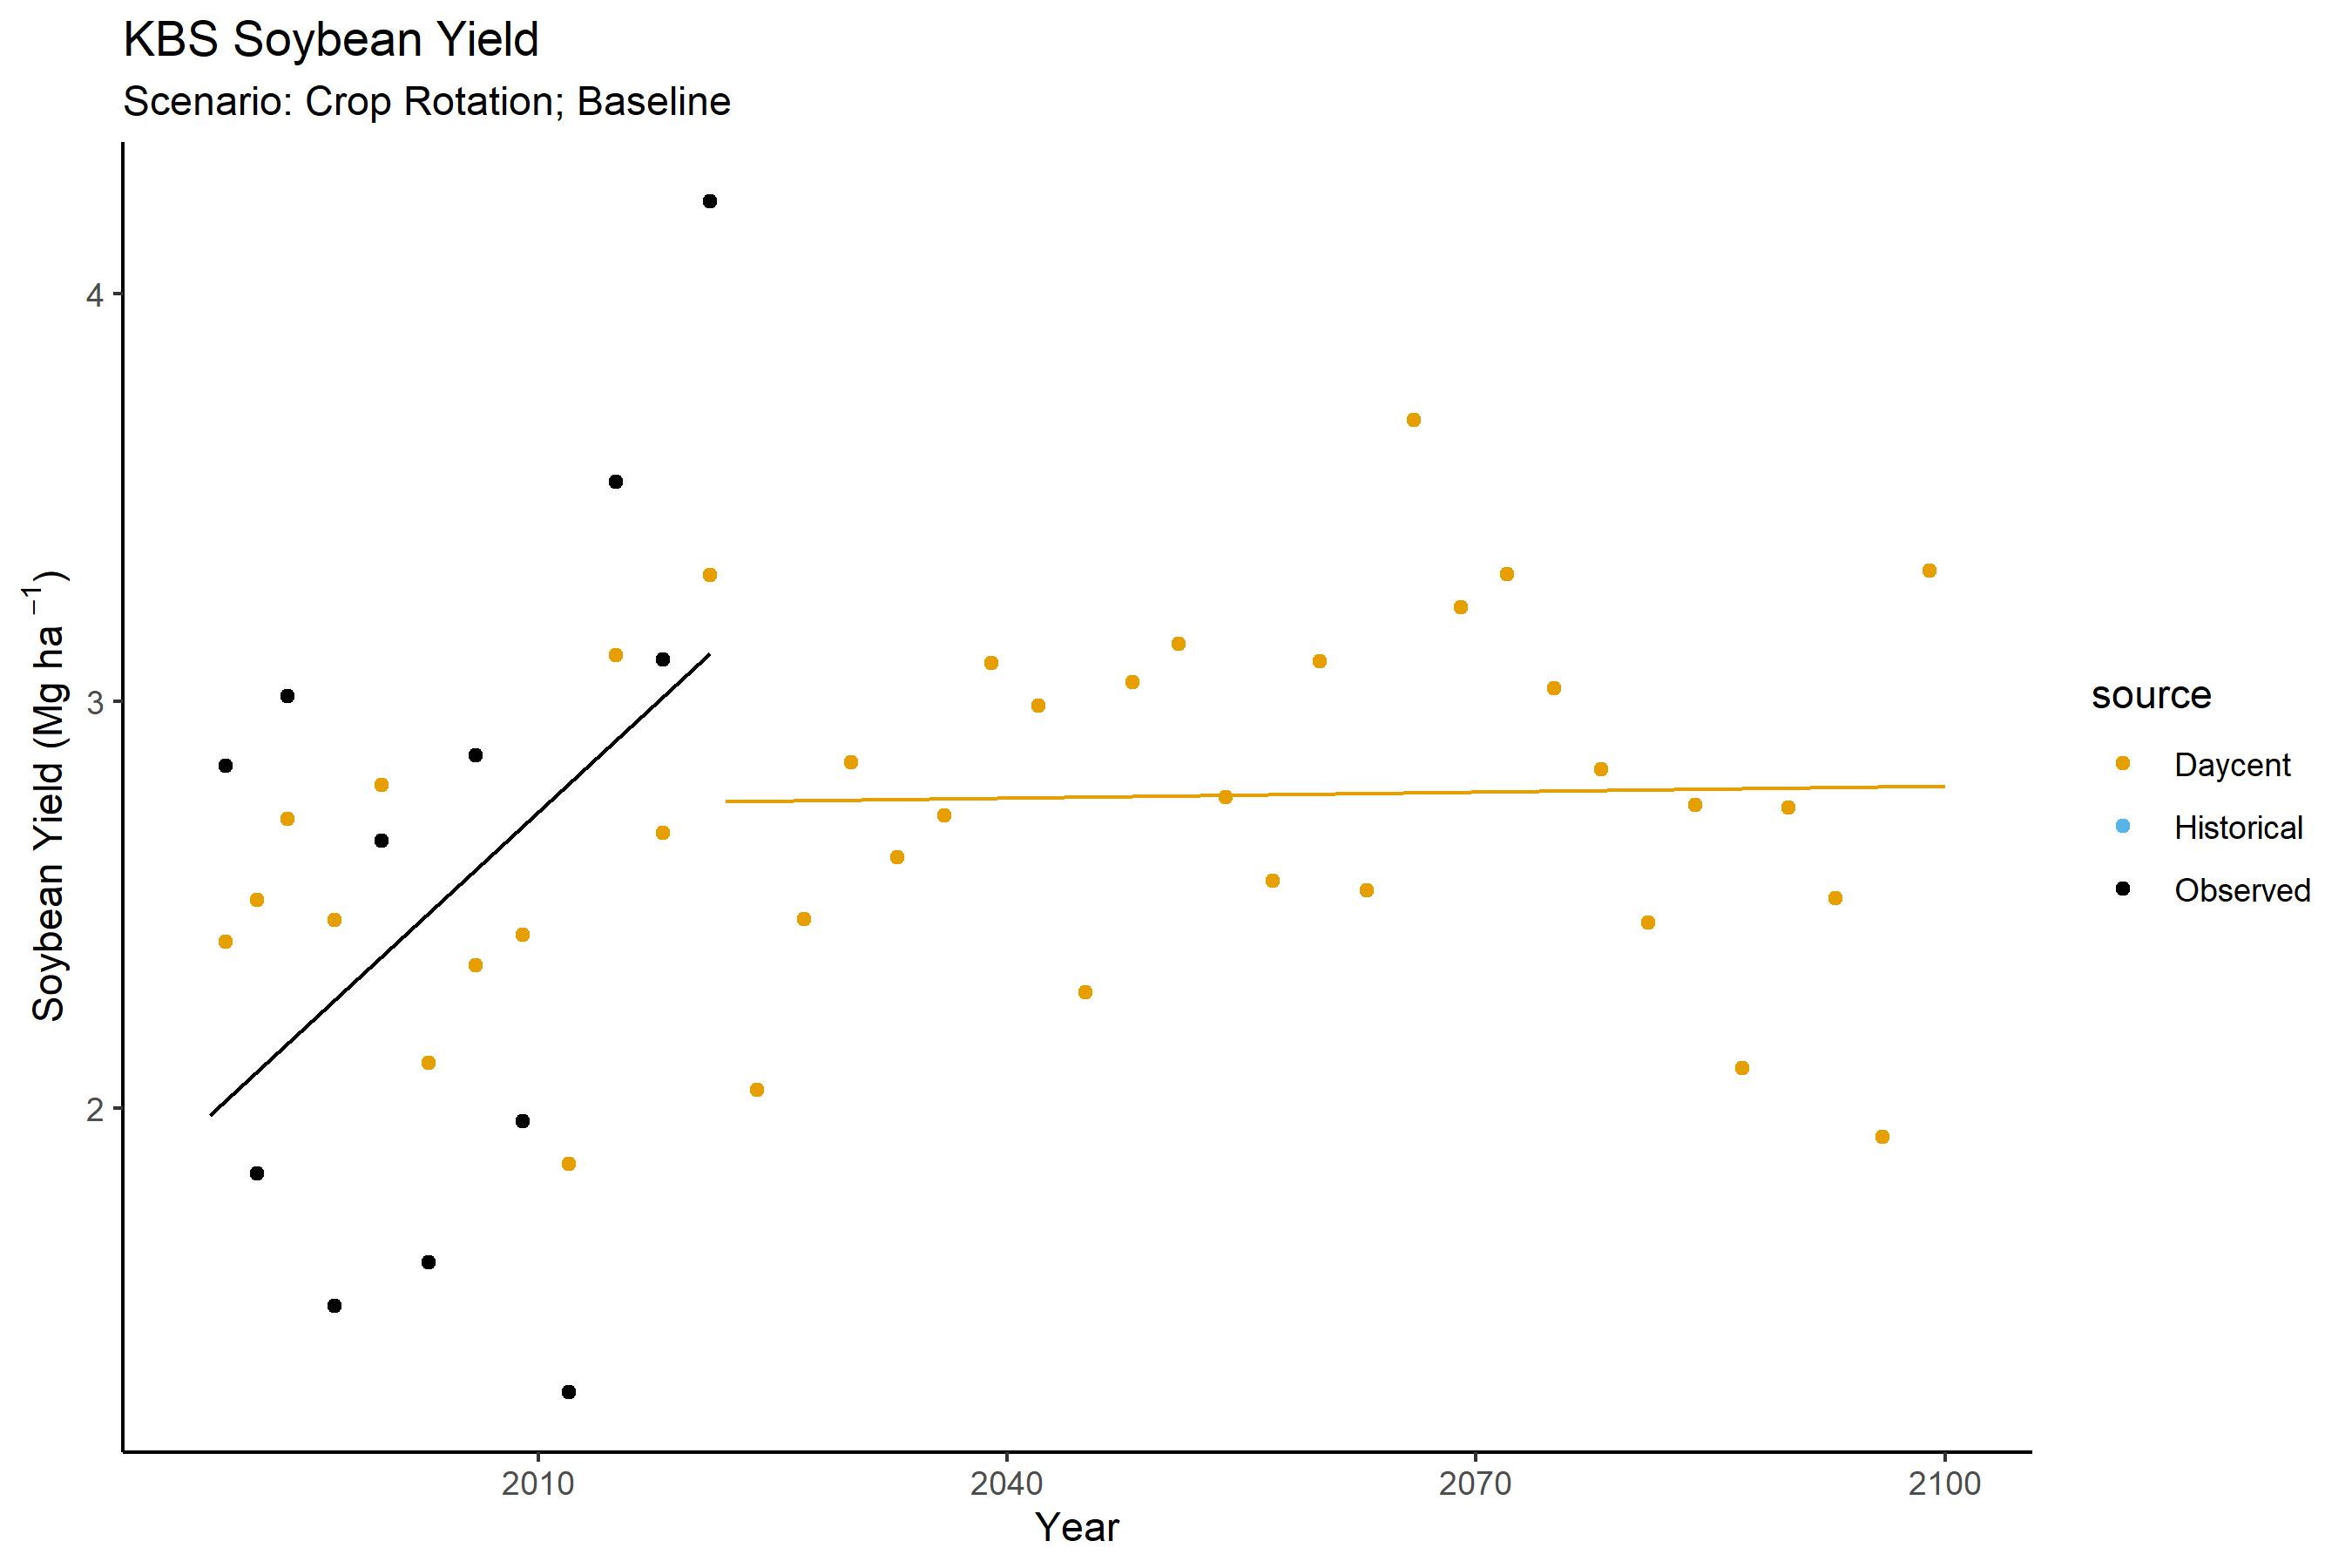 KBS Soybean Yield
Scenario: Crop Rotation; Baseline
Soybean Yield (Mg ha⁻¹)
4
3
2
2010
2040
2070
2100
Year
source
Daycent
Historical
Observed